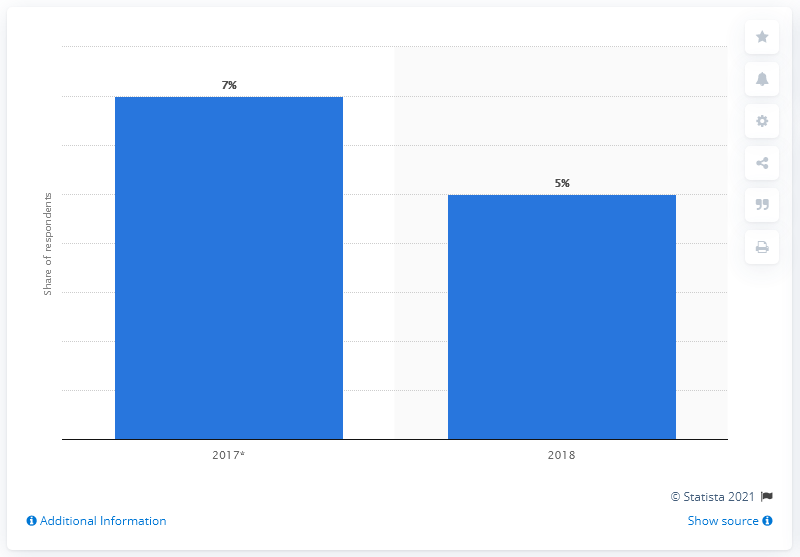 7%
5%
Share of respondents
2017*
2018
© Statista 2021
Additional Information
Show source